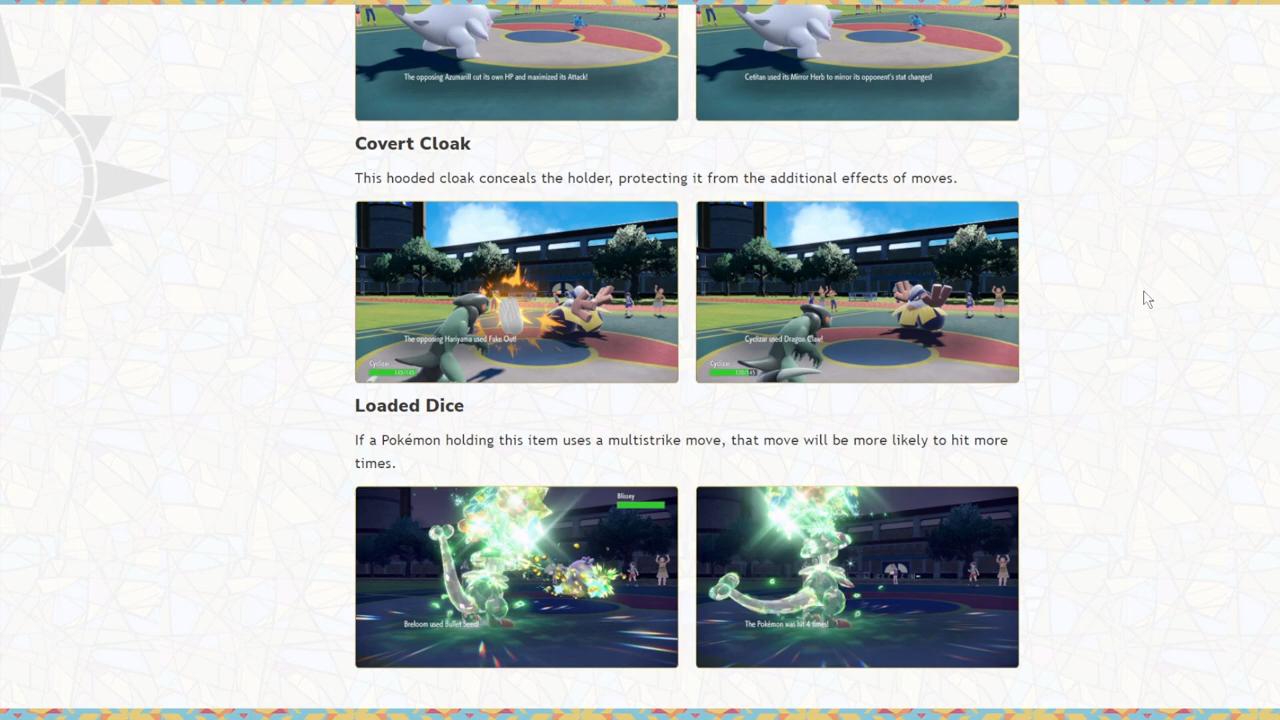 The opposing Azumarill cut its own HP and maximized its Attack!
Cetitan used its Mirror Herb to mirror its opponent's stat changes!
Covert Cloak
This hooded cloak conceals the holder, protecting it from the additional effects of moves.
The opposing Hariyama used Fake Out!
Cyclizar
145/145
Cyclizar used Dragon Claw!
Cyclizar
Loaded Dice
If a Pokémon holding this item uses a multistrike move, that move will be more likely to hit more
times.
Blissey
Breloom used Bullet Seed!
The Pokémon was hit 4 times!